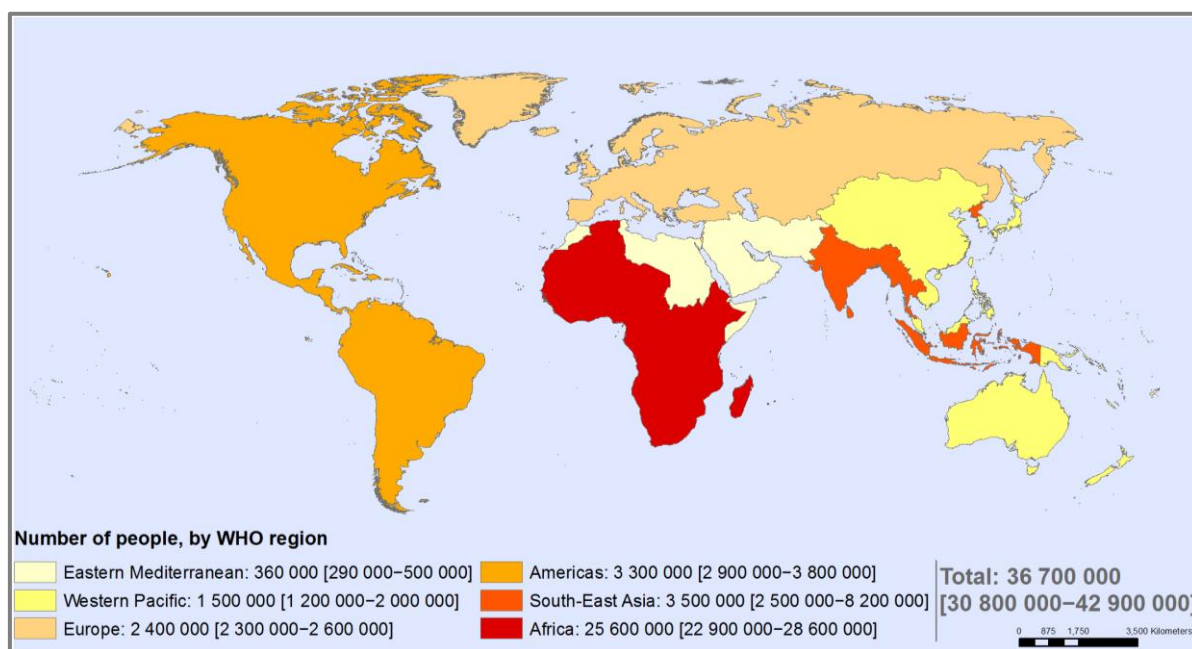 Number of people, by WHO region
Eastern Mediterranean: 360 000 [290 000–500 000]
Western Pacific: 1 500 000 [1 200 000–2 000 000]
Europe: 2 400 000 [2 300 000–2 600 000]
Americas: 3 300 000 [2 900 000–3 800 000]
South-East Asia: 3 500 000 [2 500 000–8 200 000]
Africa: 25 600 000 [22 900 000–28 600 000]
Total: 36 700 000
[30 800 000–42 900 000]
0 875 1,750 3,500 Kilometers